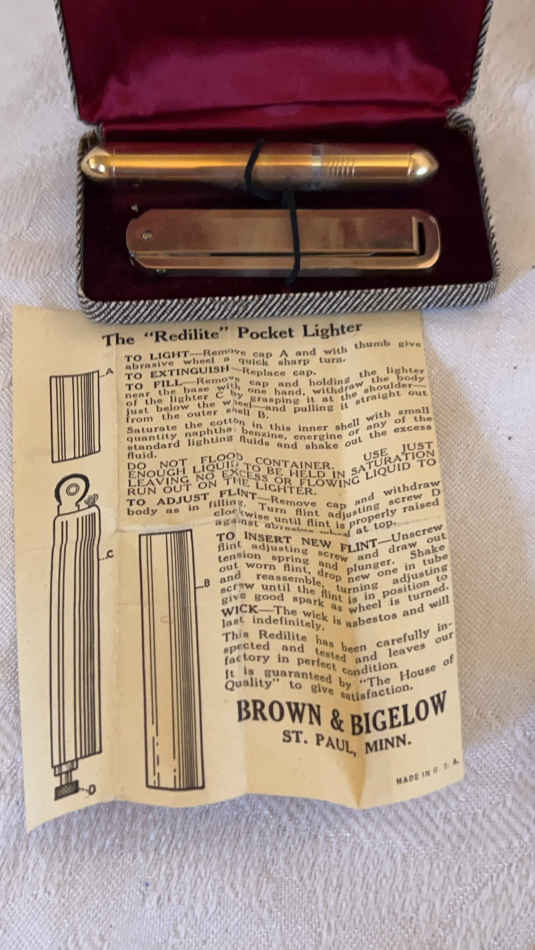 The "Redilite" Pocket Lighter
TO LIGHT—Remove cap A and with thumb give
abrasive wheel a quick sharp turn.
TO EXTINGUISH—Replace cap.
TO FILL—Remove cap and holding the lighter
near the base with one hand, withdraw the body
of the lighter C by grasping it at the shoulder—
just below the wheel—and pulling it straight out
from the outer shell B.
Saturate the cotton in this inner shell with small
quantity naphtha, benzine, energine or any of the
standard lighting fluids and shake out the excess
fluid.
DO NOT FLOOD CONTAINER. USE JUST
ENOUGH LIQUID TO BE HELD IN SATURATION
LEAVING NO EXCESS OR FLOWING LIQUID TO
RUN OUT ON THE LIGHTER.
TO ADJUST FLINT—Remove cap and withdraw
body as in filling. Turn flint adjusting screw D
clockwise until flint is properly raised
against abrasive wheel at top.
TO INSERT NEW FLINT—Unscrew
flint adjusting screw and draw out
tension spring and plunger. Shake
out worn flint, drop new one in tube
and reassemble, turning adjusting
screw until the flint is in position to
give good spark as wheel is turned.
WICK—The wick is asbestos and will
last indefinitely.
This Redilite has been carefully in-
spected and tested and leaves our
factory in perfect condition.
It is guaranteed by "The House of
Quality" to give satisfaction.
BROWN & BIGELOW
ST. PAUL, MINN.
MADE IN U. S. A.
A
C
B
D